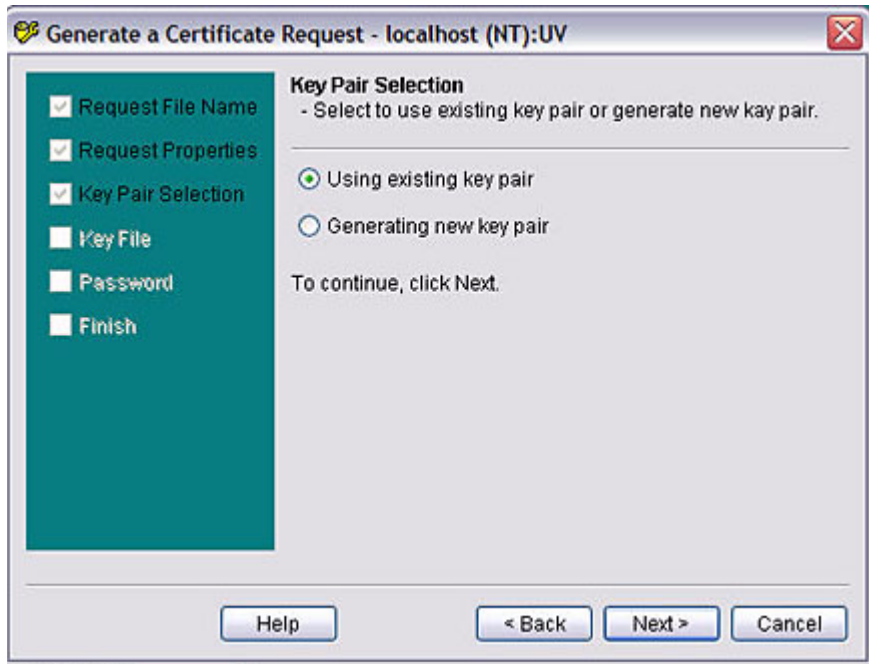 Generate a Certificate Request - localhost (NT):UV
Request File Name
Request Properties
Key Pair Selection
Key File
Password
Finish
Key Pair Selection
- Select to use existing key pair or generate new kay pair.
Using existing key pair
Generating new key pair
To continue, click Next.
Help
< Back
Next >
Cancel